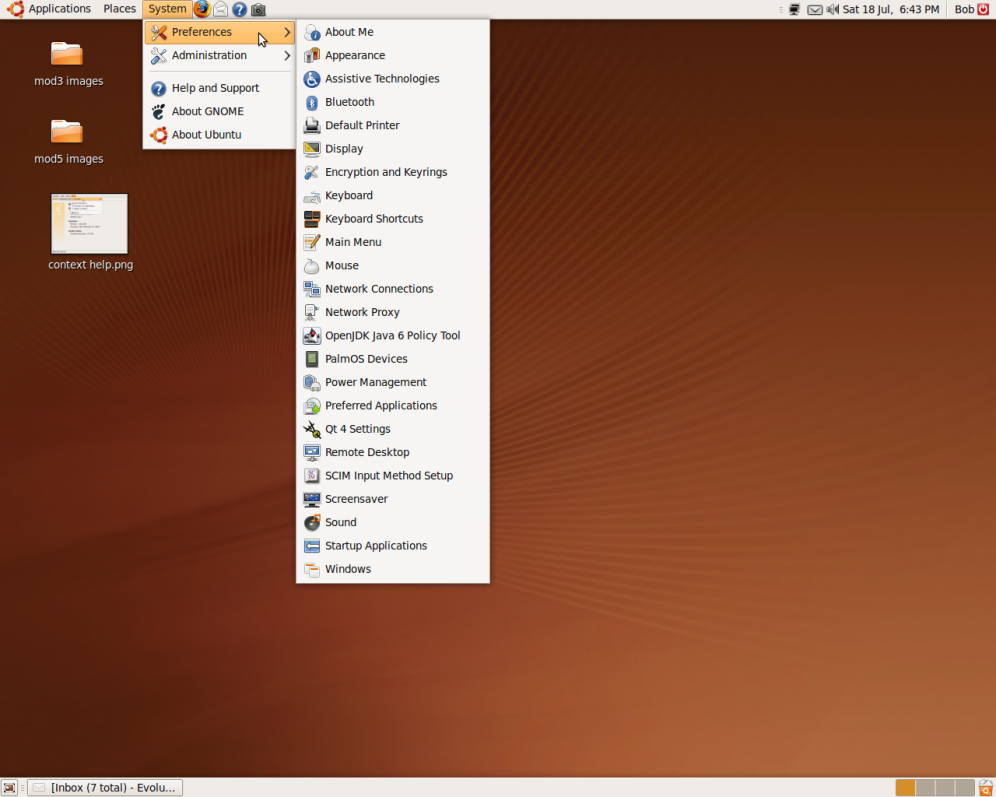 Applications Places System Sat 18 Jul, 6:43 PM Bob
Preferences
Administration
Help and Support
About GNOME
About Ubuntu
About Me
Appearance
Assistive Technologies
Bluetooth
Default Printer
Display
Encryption and Keyrings
Keyboard
Keyboard Shortcuts
Main Menu
Mouse
Network Connections
Network Proxy
OpenJDK Java 6 Policy Tool
PalmOS Devices
Power Management
Preferred Applications
Qt 4 Settings
Remote Desktop
SCIM Input Method Setup
Screensaver
Sound
Startup Applications
Windows
mod3 images
mod5 images
context help.png
[Inbox (7 total) - Evolu...